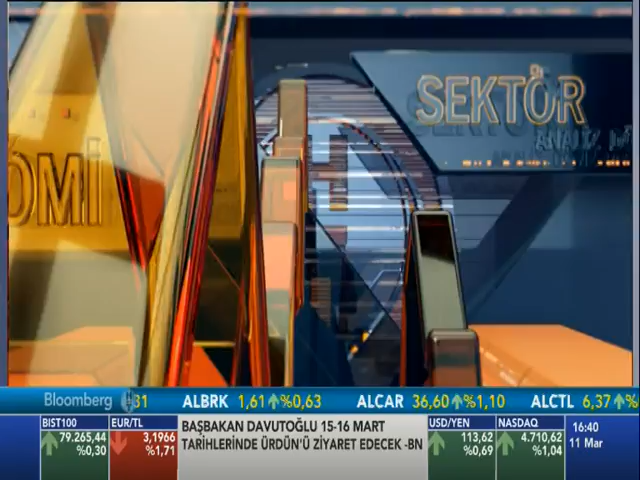 SEKTÖR
ANALİZ
ÖMİ
H
Bloomberg H 31 ALBRK 1,61 %0,63 ALCAR 36,60 %1,10 ALCTL 6,37 %
BIST100 79.265,44 %0,30
EUR/TL 3,1966 %1,71
BAŞBAKAN DAVUTOĞLU 15-16 MART
TARİHLERİNDE ÜRDÜN'Ü ZİYARET EDECEK -BN
USD/YEN 113,62 %0,69
NASDAQ 4.710,62 %1,04
16:40
11 Mar